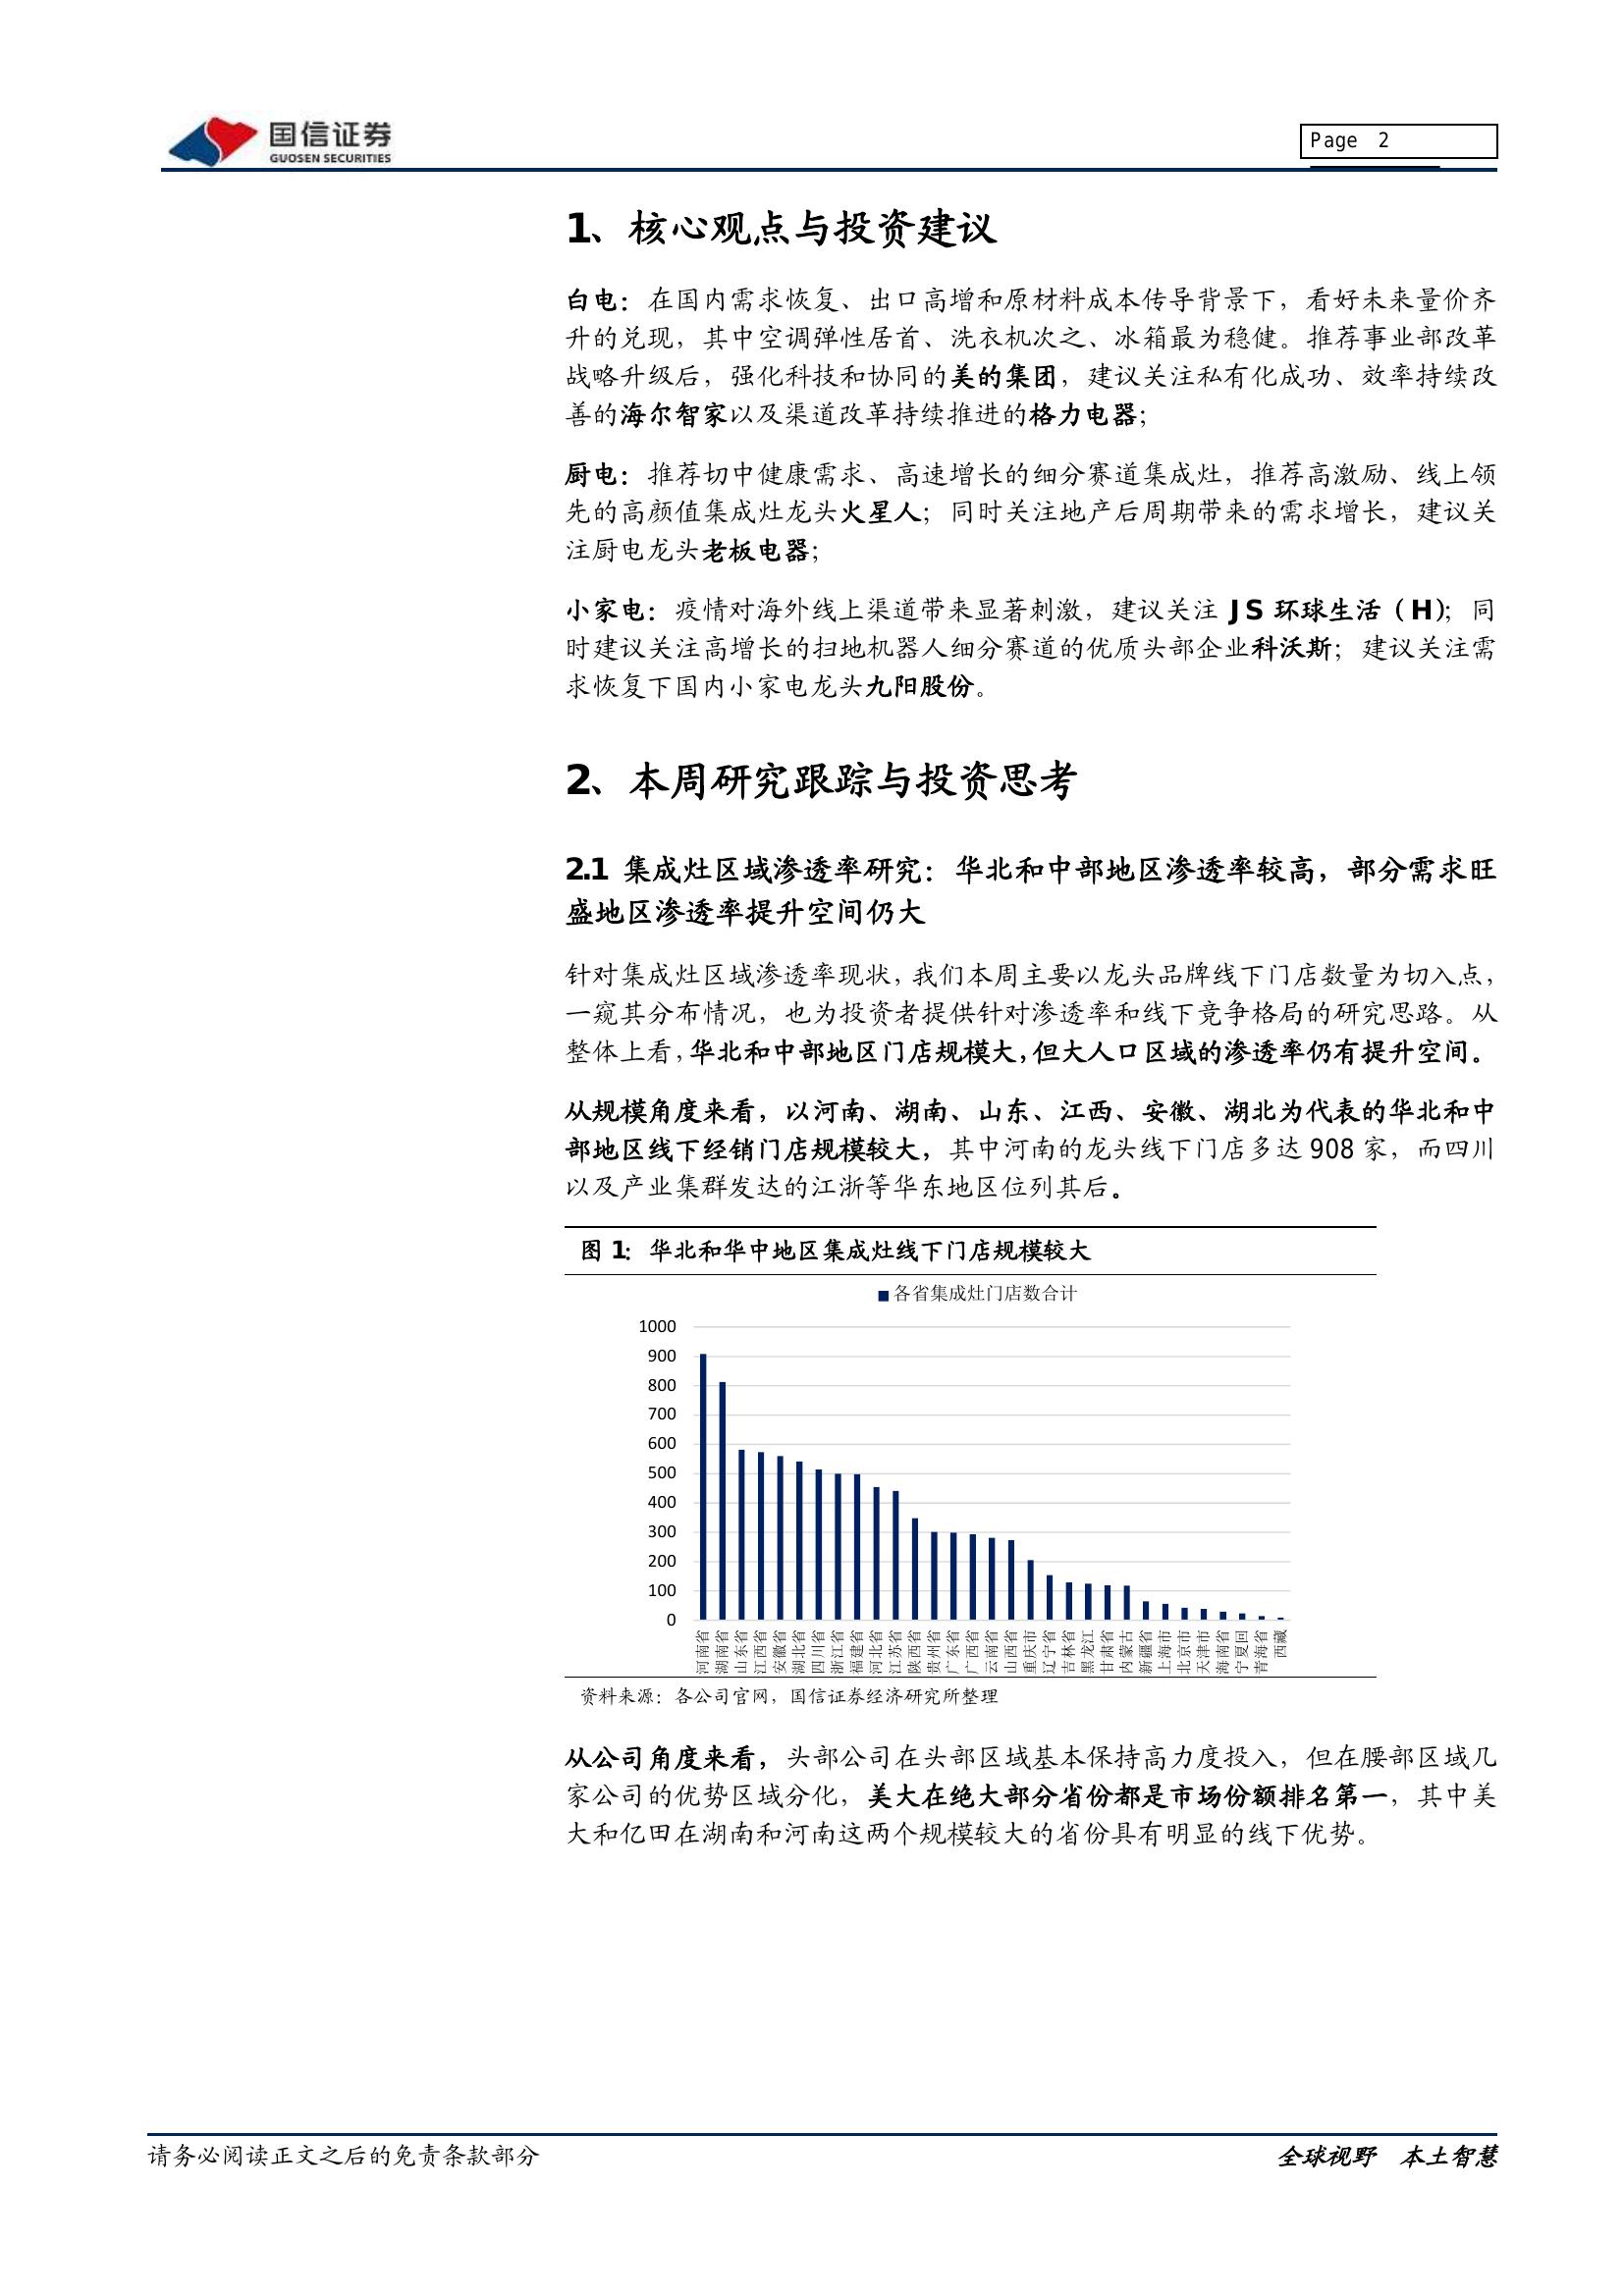 国信证券
GUOSEN SECURITIES
Page 2
1、核心观点与投资建议
白电：在国内需求恢复、出口高增和原材料成本传导背景下，看好未来量价齐
升的兑现，其中空调弹性居首、洗衣机次之、冰箱最为稳健。推荐事业部改革
战略升级后，强化科技和协同的美的集团，建议关注私有化成功、效率持续改
善的海尔智家以及渠道改革持续推进的格力电器；
厨电：推荐切中健康需求、高速增长的细分赛道集成灶，推荐高激励、线上领
先的高颜值集成灶龙头火星人；同时关注地产后周期带来的需求增长，建议关
注厨电龙头老板电器；
小家电：疫情对海外线上渠道带来显著刺激，建议关注 JS 环球生活（H）；同
时建议关注高增长的扫地机器人细分赛道的优质头部企业科沃斯；建议关注需
求恢复下国内小家电龙头九阳股份。
2、本周研究跟踪与投资思考
2.1 集成灶区域渗透率研究：华北和中部地区渗透率较高，部分需求旺
盛地区渗透率提升空间仍大
针对集成灶区域渗透率现状，我们本周主要以龙头品牌线下门店数量为切入点，
一窥其分布情况，也为投资者提供针对渗透率和线下竞争格局的研究思路。从
整体上看，华北和中部地区门店规模大，但大人口区域的渗透率仍有提升空间。
从规模角度来看，以河南、湖南、山东、江西、安徽、湖北为代表的华北和中
部地区线下经销门店规模较大，其中河南的龙头线下门店多达 908 家，而四川
以及产业集群发达的江浙等华东地区位列其后。
图 1：华北和华中地区集成灶线下门店规模较大
各省集成灶门店数合计
1000
900
800
700
600
500
400
300
200
100
0
河南省
湖南省
山东省
江西省
安徽省
湖北省
四川省
浙江省
福建省
河北省
江苏省
陕西省
贵州省
广东省
广西省
云南省
山西省
重庆市
辽宁省
吉林省
黑龙江
甘肃省
内蒙古
新疆省
上海市
北京市
天津市
海南省
宁夏回
青海省
西藏
资料来源：各公司官网，国信证券经济研究所整理
从公司角度来看，头部公司在头部区域基本保持高力度投入，但在腰部区域几
家公司的优势区域分化，美大在绝大部分省份都是市场份额排名第一，其中美
大和亿田在湖南和河南这两个规模较大的省份具有明显的线下优势。
请务必阅读正文之后的免责条款部分
全球视野 本土智慧